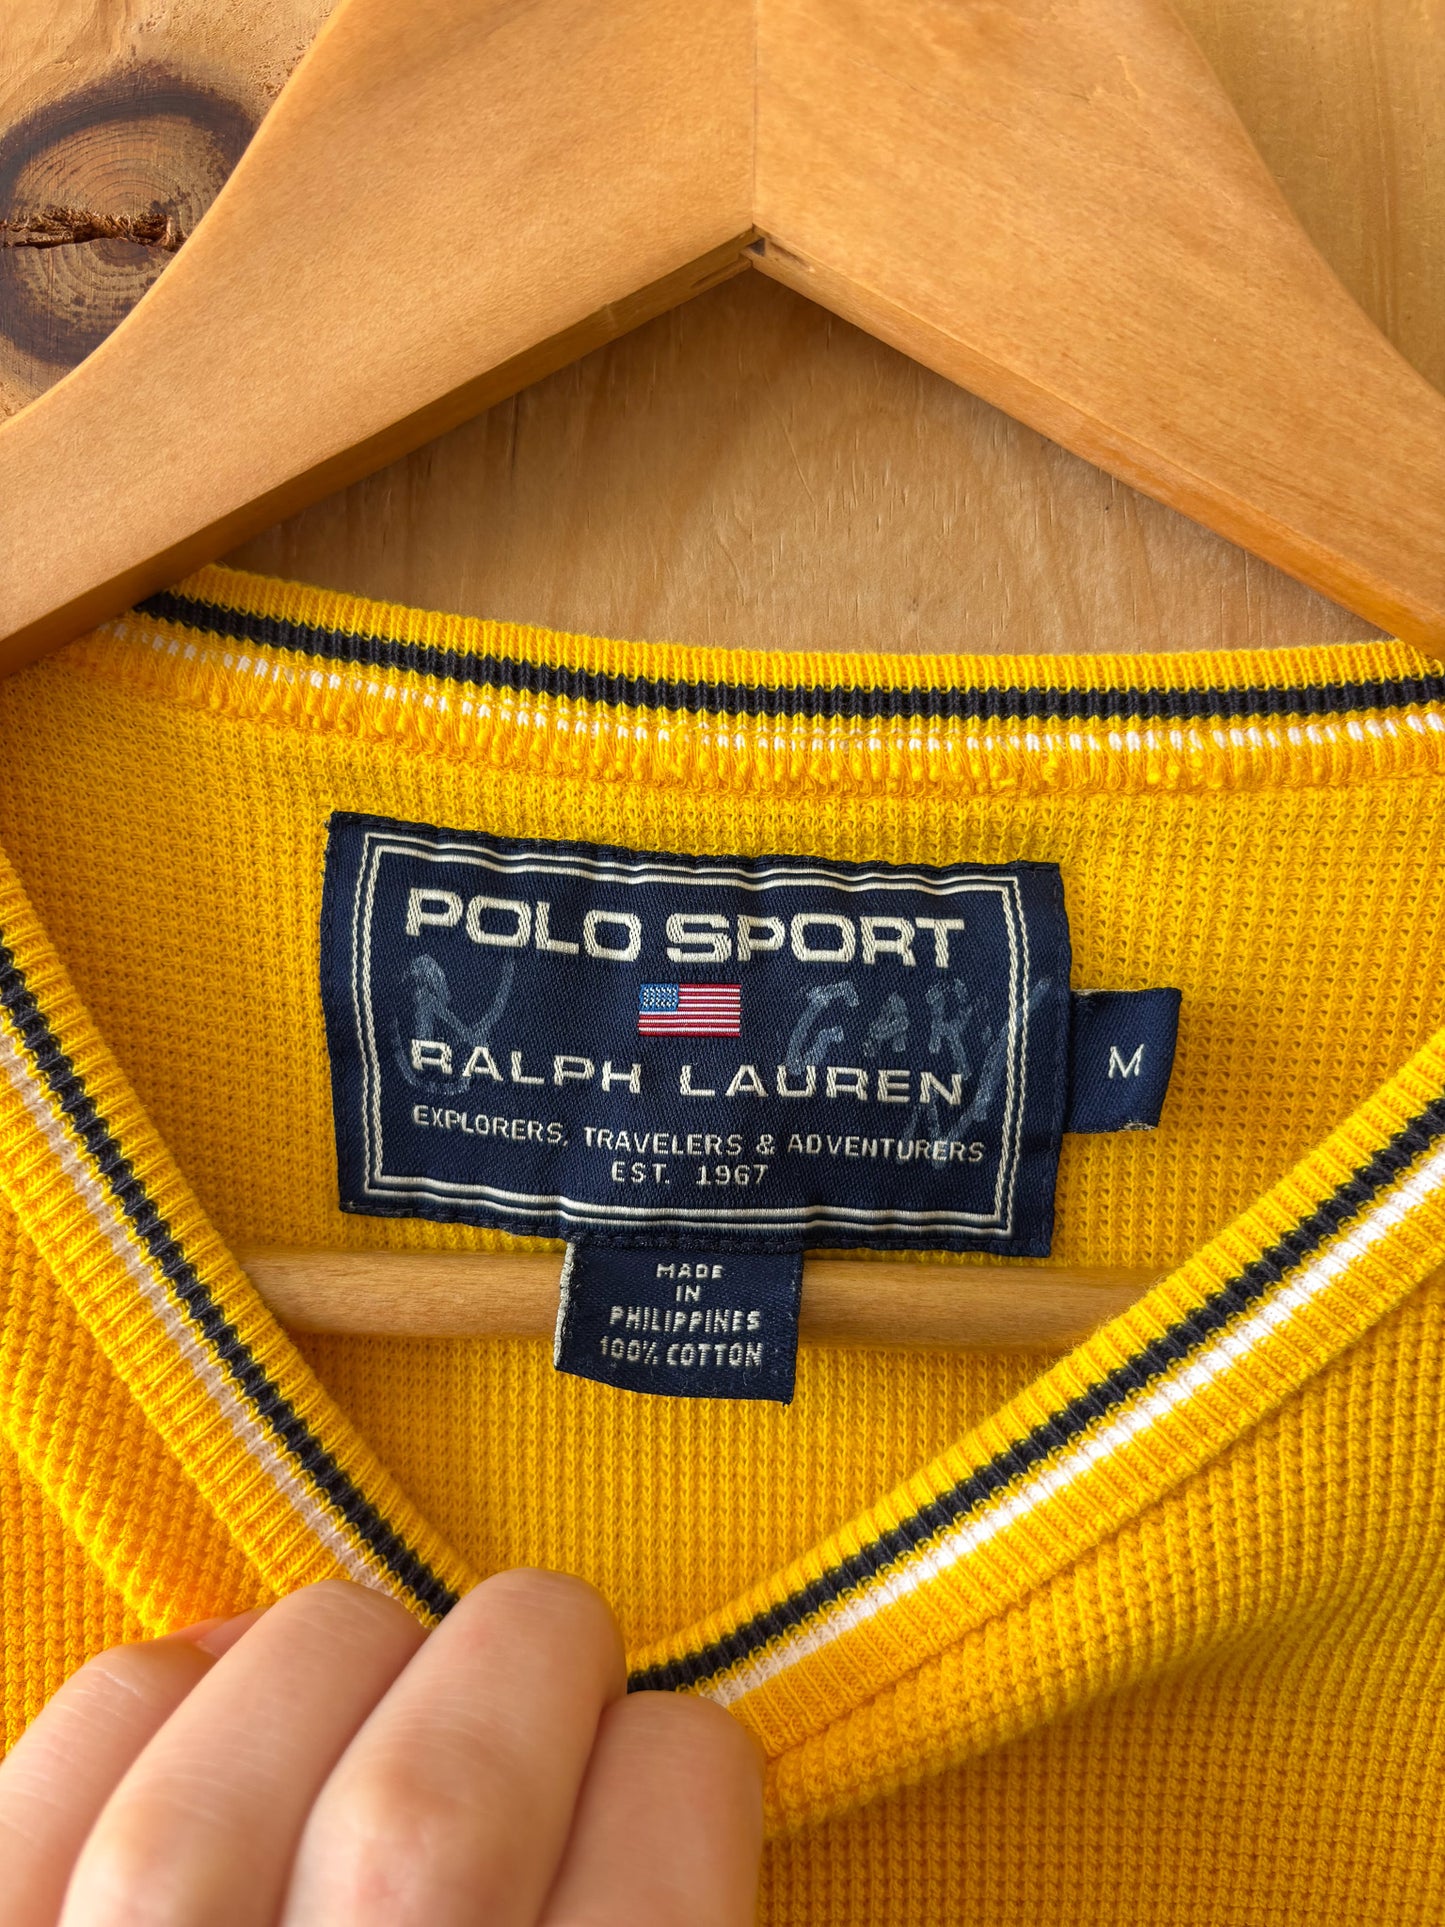 POLO SPORT
RALPH LAUREN
EXPLORERS, TRAVELERS & ADVENTURERS
EST. 1967
M
MADE
IN
PHILIPPINES
100% COTTON